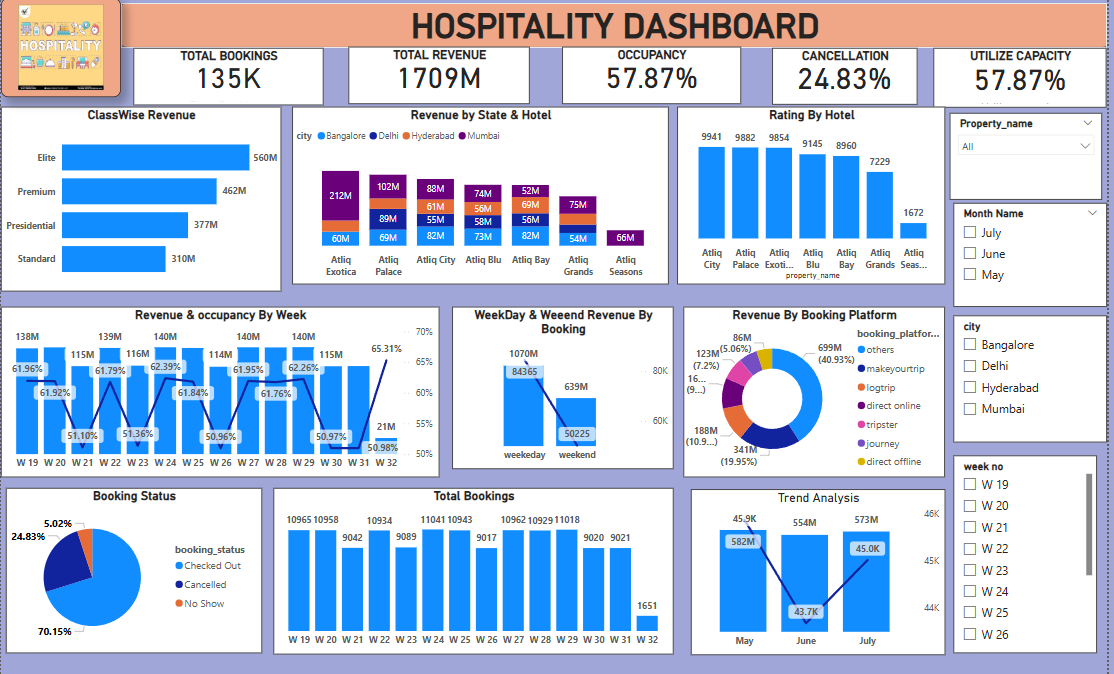 HOSPITALITY
HOSPITALITY DASHBOARD
TOTAL BOOKINGS
135K
TOTAL REVENUE
1709M
OCCUPANCY
57.87%
CANCELLATION
24.83%
UTILIZE CAPACITY
57.87%
ClassWise Revenue
Elite 560M
Premium 462M
Presidential 377M
Standard 310M
Revenue by State & Hotel
city Bangalore Delhi Hyderabad Mumbai
212M 60M
102M 89M 69M
88M 61M 55M 82M
74M 56M 58M 73M
52M 69M 56M 82M
75M 54M
66M
Atliq Exotica
Atliq Palace
Atliq City
Atliq Blu
Atliq Bay
Atliq Grands
Atliq Seasons
Rating By Hotel
9941 9882 9854 9145 8960 7229 1672
Atliq City
Atliq Palace
Atliq Exoti...
Atliq Blu
Atliq Bay
Atliq Grands
Atliq Seas...
property_name
Property_name
All
Month Name
July
June
May
Revenue & occupancy By Week
138M 115M 139M 116M 140M 114M 140M 140M 115M 21M
61.96% 61.92% 51.10% 61.79% 51.36% 62.39% 61.84% 50.96% 61.95% 61.76% 62.26% 50.97% 65.31%
50.98%
70%
65%
60%
55%
50%
W 19 W 20 W 21 W 22 W 23 W 24 W 25 W 26 W 27 W 28 W 29 W 30 W 31 W 32
WeekDay & Weeend Revenue By
Booking
1070M
84365
639M
50225
80K
60K
weekeday weekend
Revenue By Booking Platform
86M
(5.06%)
123M
(7.2%)
16...
(9...)
188M
(10.9...)
341M
(19.95%)
699M
(40.93%)
booking_platfor...
others
makeyourtrip
logtrip
direct online
tripster
journey
direct offline
city
Bangalore
Delhi
Hyderabad
Mumbai
Booking Status
5.02%
24.83%
70.15%
booking_status
Checked Out
Cancelled
No Show
Total Bookings
10965 10958 9042 10934 9089 11041 10943 9017 10962 10929 11018 9020 9021 1651
W 19 W 20 W 21 W 22 W 23 W 24 W 25 W 26 W 27 W 28 W 29 W 30 W 31 W 32
Trend Analysis
45.9K 554M 573M
582M 43.7K 45.0K
46K
45K
44K
May June July
week no
W 19
W 20
W 21
W 22
W 23
W 24
W 25
W 26